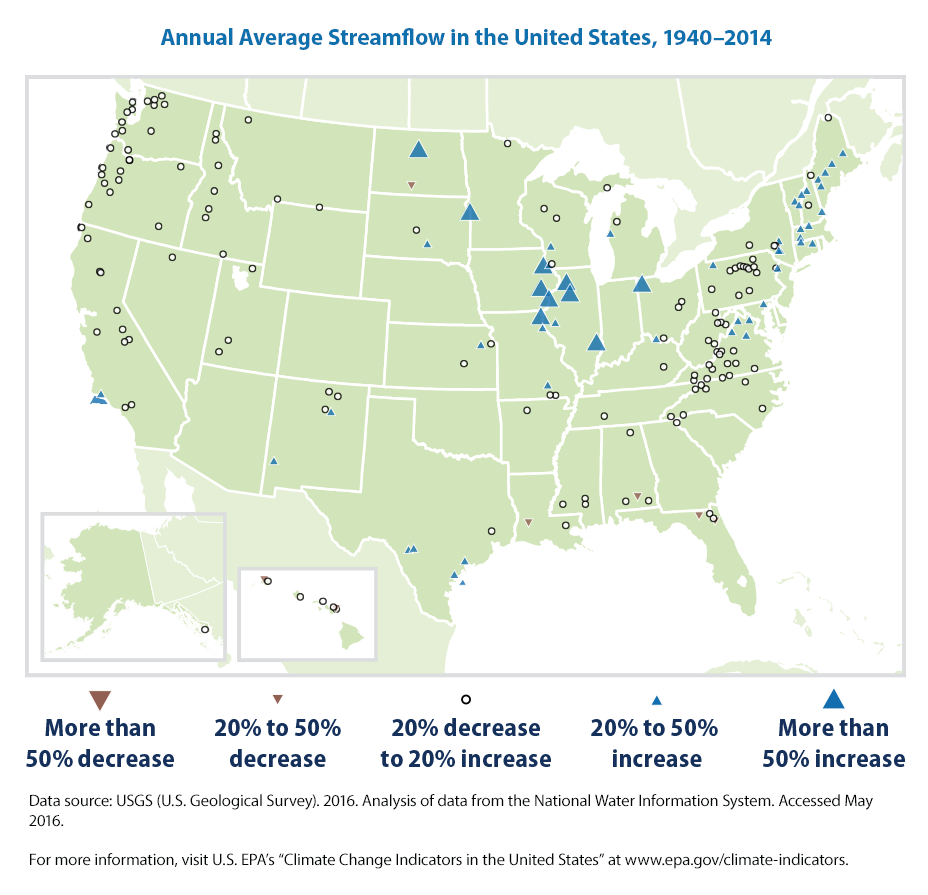 Annual Average Streamflow in the United States, 1940–2014
More than
50% decrease
20% to 50%
decrease
20% decrease
to 20% increase
20% to 50%
increase
More than
50% increase
Data source: USGS (U.S. Geological Survey). 2016. Analysis of data from the National Water Information System. Accessed May
2016.
For more information, visit U.S. EPA’s “Climate Change Indicators in the United States” at www.epa.gov/climate-indicators.